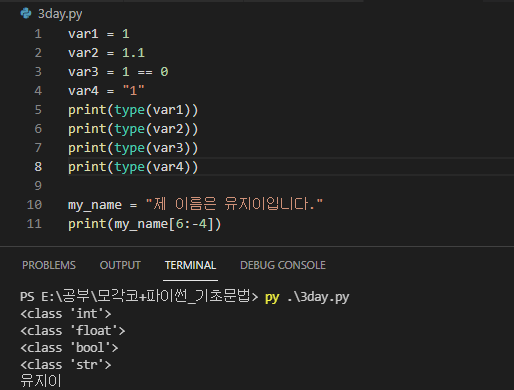 3day.py
1 var1 = 1
2 var2 = 1.1
3 var3 = 1 == 0
4 var4 = "1"
5 print(type(var1))
6 print(type(var2))
7 print(type(var3))
8 print(type(var4))
9
10 my_name = "제 이름은 유지이입니다."
11 print(my_name[6:-4])
PROBLEMS OUTPUT TERMINAL DEBUG CONSOLE
PS E:\공부\모각코+파이썬_기초문법> py .\3day.py
<class 'int'>
<class 'float'>
<class 'bool'>
<class 'str'>
유지이